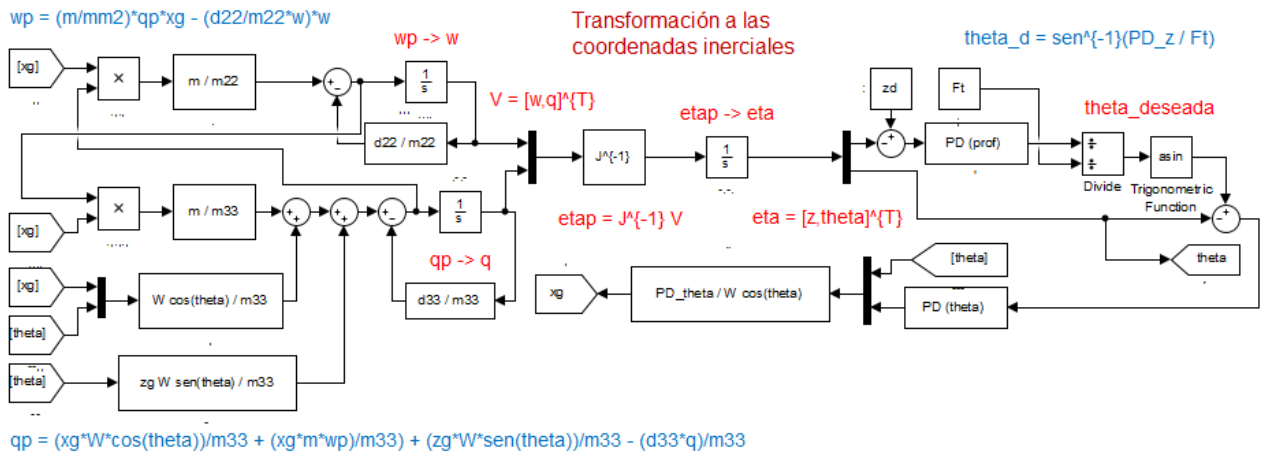 wp = (m/mm2)*qp*xg - (d22/m22*w)*w
Transformación a las
coordenadas inerciales
theta_d = sen^{-1}(PD_z / Ft)
wp -> w
[xg]
×
m / m22
+
-
1
s
d22 / m22
V = [w,q]^{T}
J^{-1}
etap -> eta
1
s
zd
Ft
+
-
PD (prof)
theta_deseada
÷
÷
Divide
asin
Trigonometric
Function
+
-
[xg]
×
m / m33
+
+
+
+
+
-
1
s
etap = J^{-1} V
eta = [z,theta]^{T}
theta
qp -> q
d33 / m33
[xg]
[theta]
W cos(theta) / m33
xg
PD_theta / W cos(theta)
[theta]
PD (theta)
[theta]
zg W sen(theta) / m33
qp = (xg*W*cos(theta))/m33 + (xg*m*wp)/m33) + (zg*W*sen(theta))/m33 - (d33*q)/m33